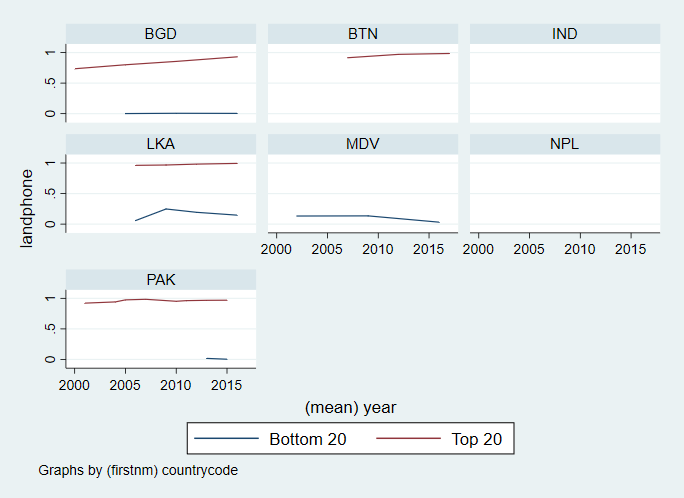 BGD BTN IND
1
.5
0
LKA MDV NPL
1
.5
0
landphone
2000 2005 2010 2015 2000 2005 2010 2015
PAK
1
.5
0
2000 2005 2010 2015
(mean) year
Bottom 20 Top 20
Graphs by (firstnm) countrycode